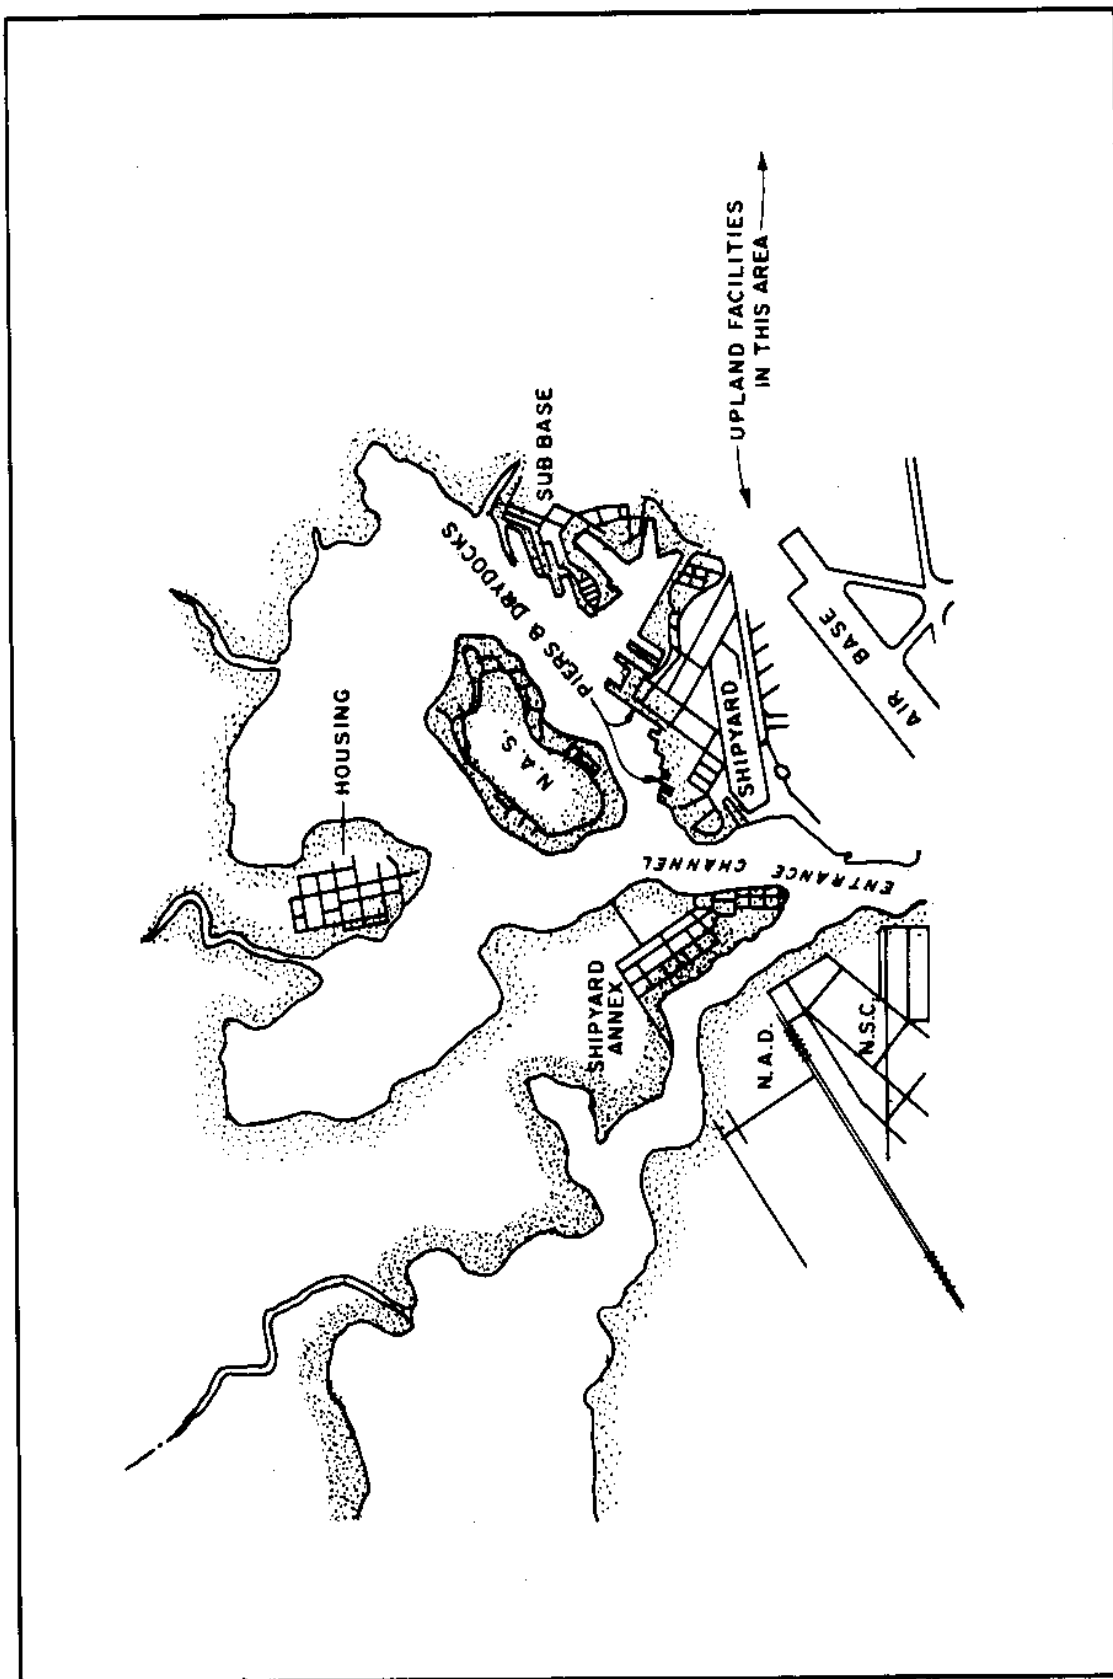 HOUSING
N.A.S.
SUB BASE
PIERS & DRYDOCKS
SHIPYARD
ANNEX
ENTRANCE CHANNEL
SHIPYARD
UPLAND FACILITIES
IN THIS AREA
N.A.D.
N.S.C.
AIR BASE